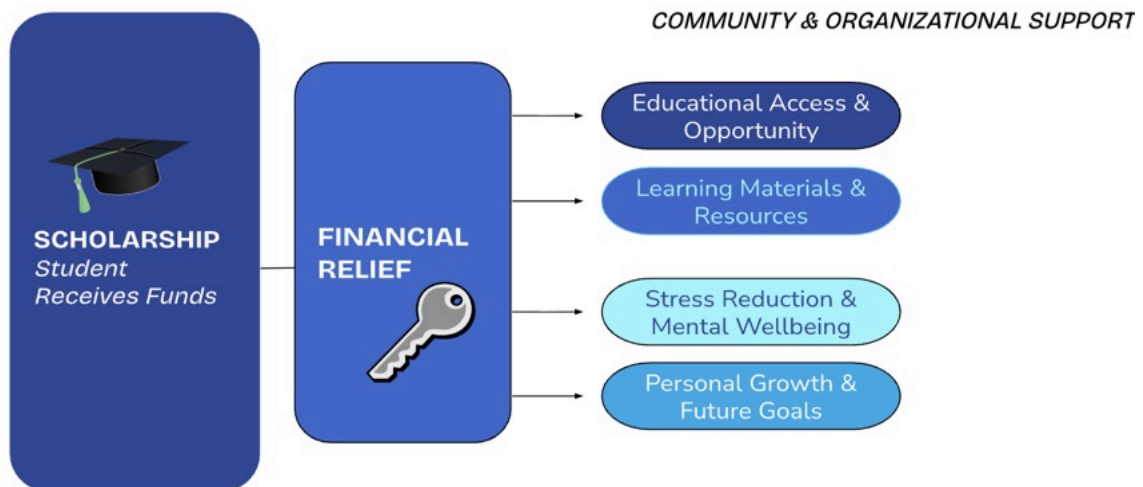 COMMUNITY & ORGANIZATIONAL SUPPORT
SCHOLARSHIP
Student
Receives Funds
FINANCIAL
RELIEF
Educational Access &
Opportunity
Learning Materials &
Resources
Stress Reduction &
Mental Wellbeing
Personal Growth &
Future Goals